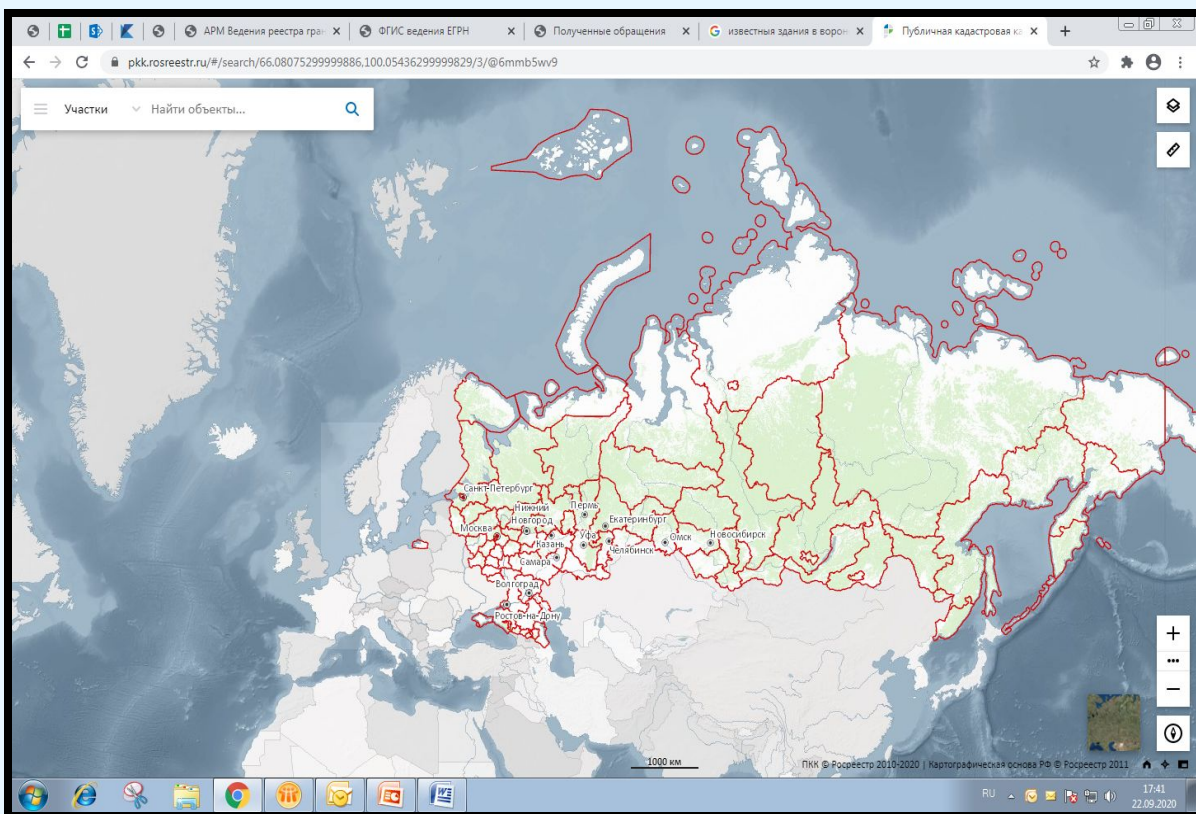 АРМ Ведения реестра гран
ФГИС ведения ЕГРН
Полученные обращения
известныя здания в ворон
Публичная кадастровая ка
pkk.rosreestr.ru/#/search/66.08075299999886,100.05436299999829/3/@6mmb5wv9
Участки
Найти объекты...
Санкт-Петербург
Нижний
Новгород
Пермь
Москва
Екатеринбург
Казань
Уфа
Омск
Новосибирск
Челябинск
Самара
Волгоград
Ростов-на-Дону
1000 км
ПКК © Росреестр 2010-2020 | Картографическая основа РФ © Росреестр 2011
RU
17:41
22.09.2020